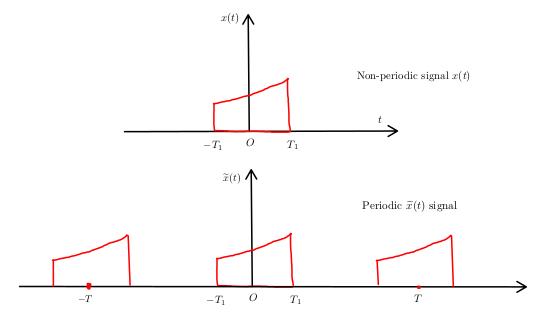 x(t)
Non-periodic signal x(t)
t
−T₁ O T₁
x̃(t)
Periodic x̃(t) signal
−T −T₁ O T₁ T